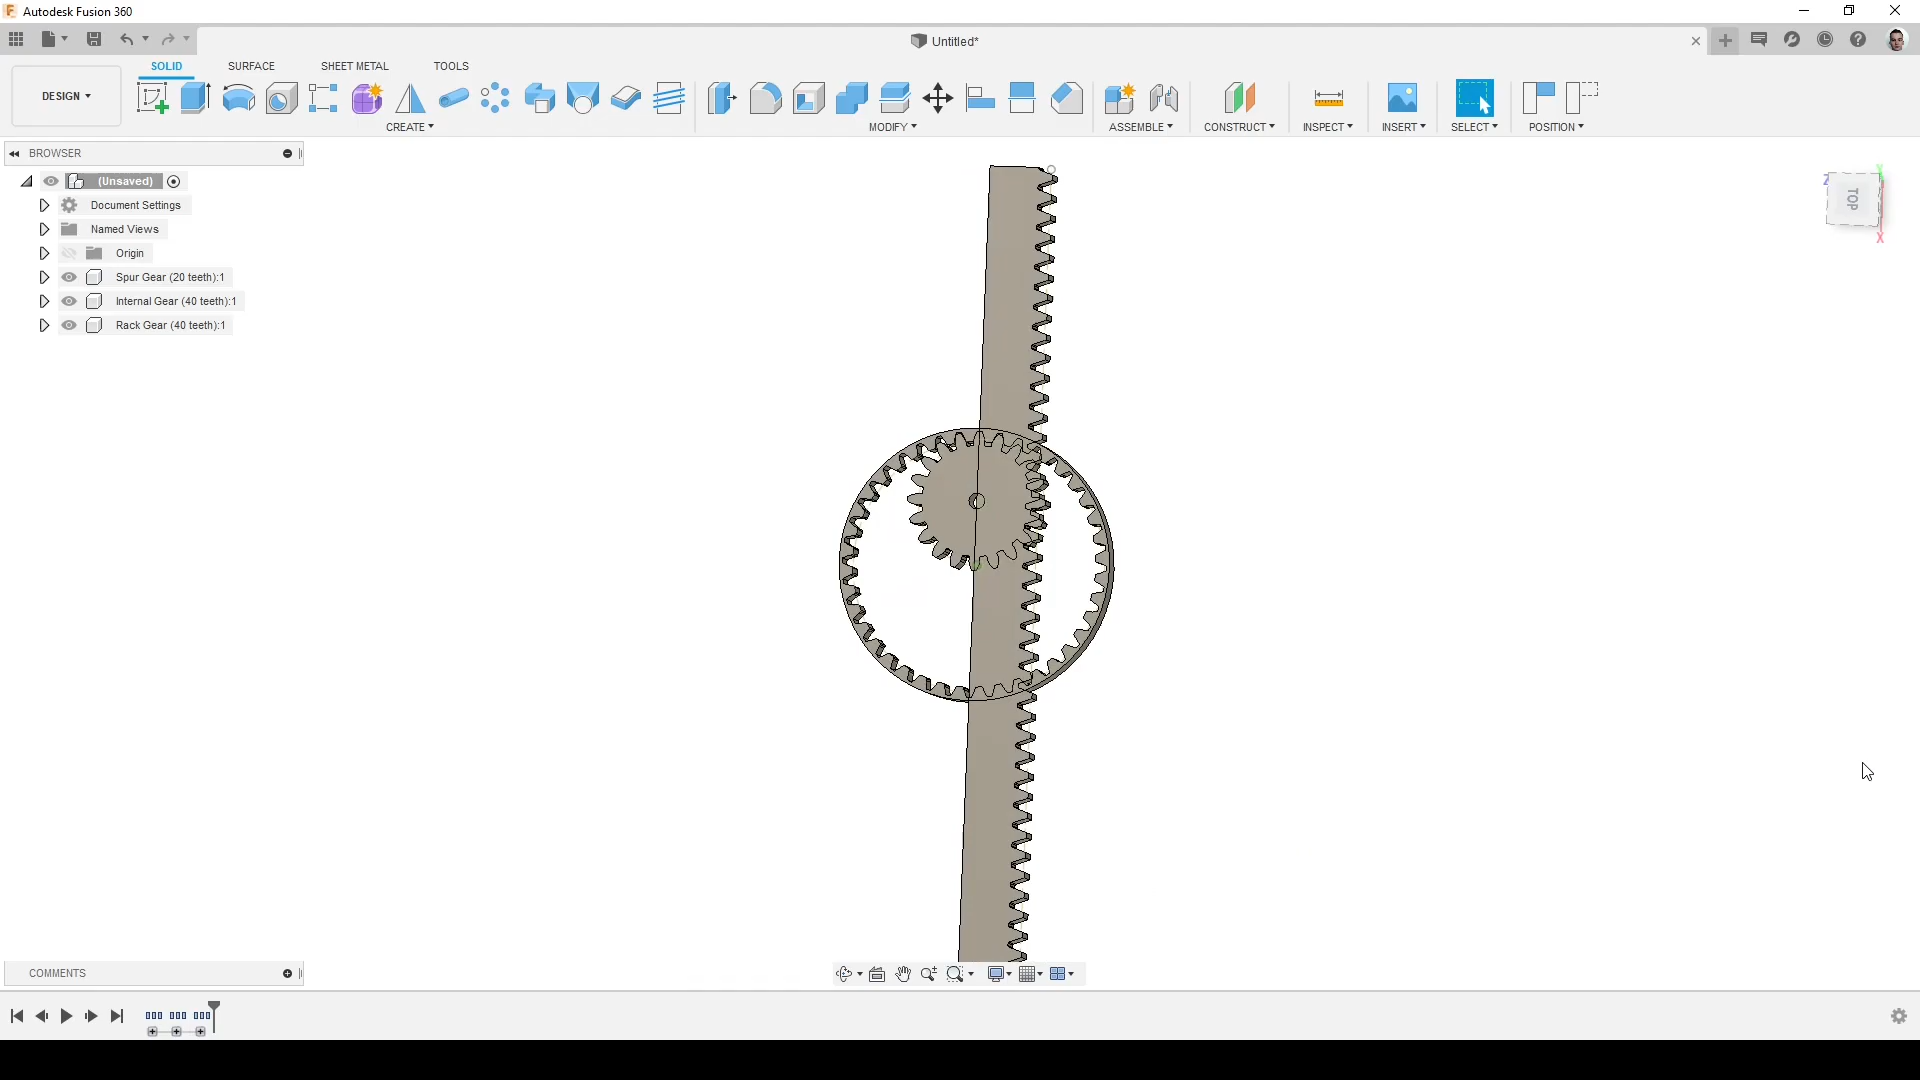 Autodesk Fusion 360
Untitled*
SOLID SURFACE SHEET METAL TOOLS
DESIGN
CREATE MODIFY ASSEMBLE CONSTRUCT INSPECT INSERT SELECT POSITION
BROWSER
(Unsaved)
Document Settings
Named Views
Origin
Spur Gear (20 teeth):1
Internal Gear (40 teeth):1
Rack Gear (40 teeth):1
TOP
Z
X
COMMENTS